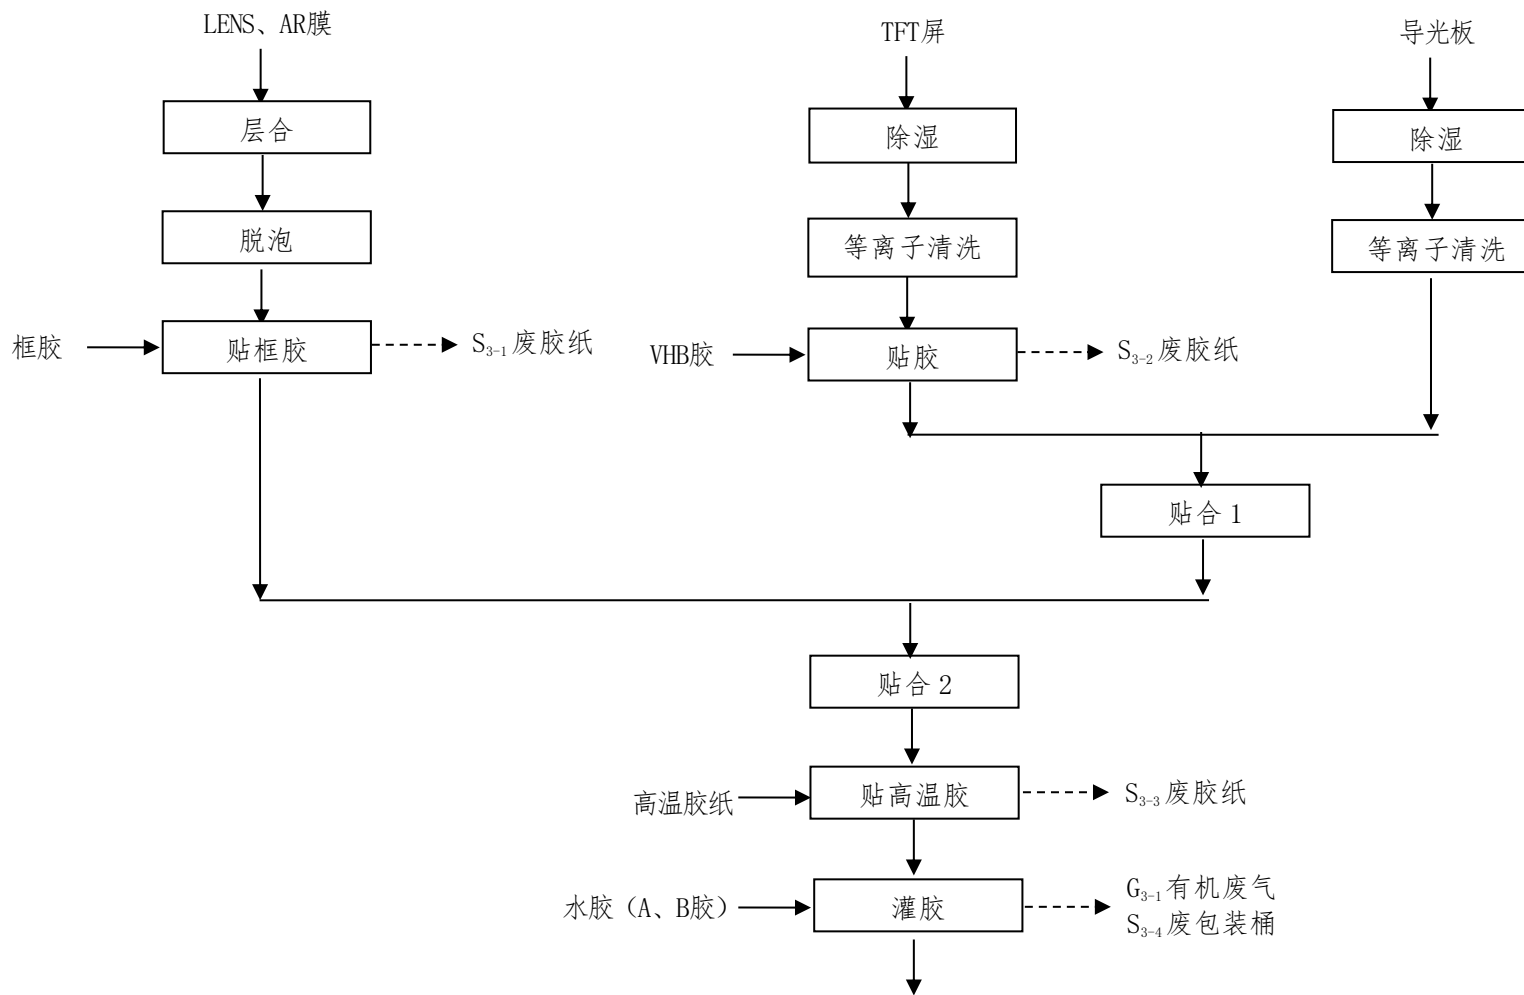 LENS、AR膜
TFT屏
导光板
层合
除湿
除湿
脱泡
等离子清洗
等离子清洗
框胶
贴框胶
S3-1废胶纸
VHB胶
贴胶
S3-2废胶纸
贴合1
贴合2
高温胶纸
贴高温胶
S3-3废胶纸
水胶（A、B胶）
灌胶
G3-1有机废气
S3-4废包装桶